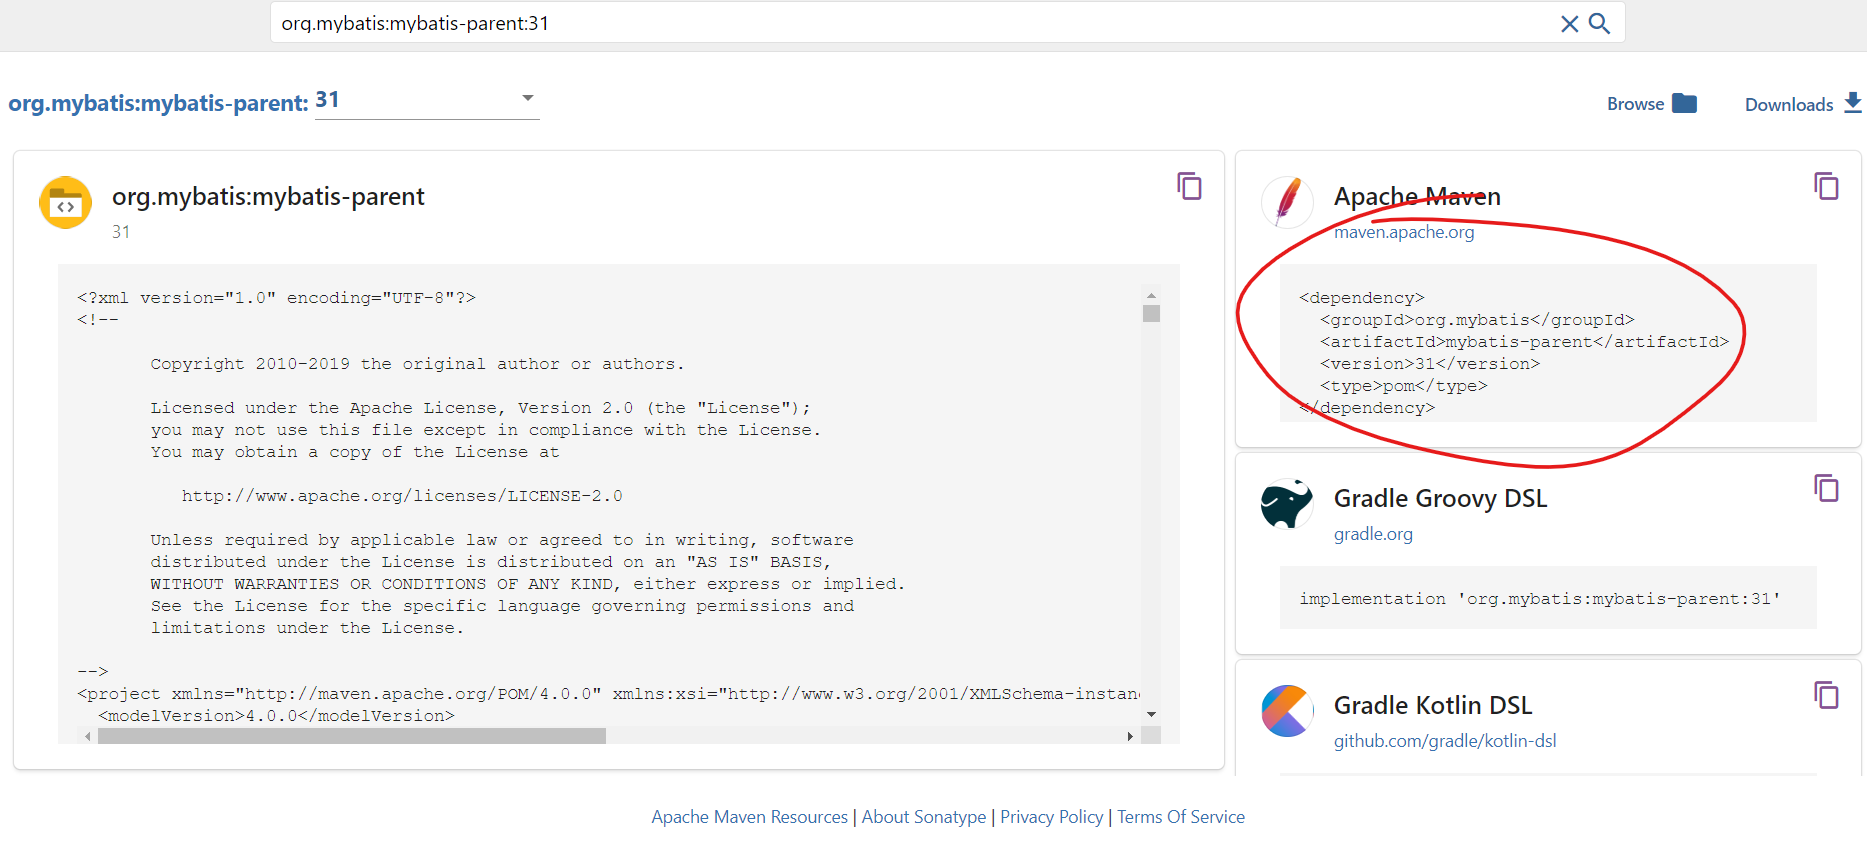 org.mybatis:mybatis-parent:31
org.mybatis:mybatis-parent: 31
Browse
Downloads
org.mybatis:mybatis-parent
31
<?xml version="1.0" encoding="UTF-8"?>
<!--
Copyright 2010-2019 the original author or authors.
Licensed under the Apache License, Version 2.0 (the "License");
you may not use this file except in compliance with the License.
You may obtain a copy of the License at
http://www.apache.org/licenses/LICENSE-2.0
Unless required by applicable law or agreed to in writing, software
distributed under the License is distributed on an "AS IS" BASIS,
WITHOUT WARRANTIES OR CONDITIONS OF ANY KIND, either express or implied.
See the License for the specific language governing permissions and
limitations under the License.
-->
<project xmlns="http://maven.apache.org/POM/4.0.0" xmlns:xsi="http://www.w3.org/2001/XMLSchema-instan
<modelVersion>4.0.0</modelVersion>
Apache Maven
maven.apache.org
<dependency>
<groupId>org.mybatis</groupId>
<artifactId>mybatis-parent</artifactId>
<version>31</version>
<type>pom</type>
</dependency>
Gradle Groovy DSL
gradle.org
implementation 'org.mybatis:mybatis-parent:31'
Gradle Kotlin DSL
github.com/gradle/kotlin-dsl
Apache Maven Resources | About Sonatype | Privacy Policy | Terms Of Service